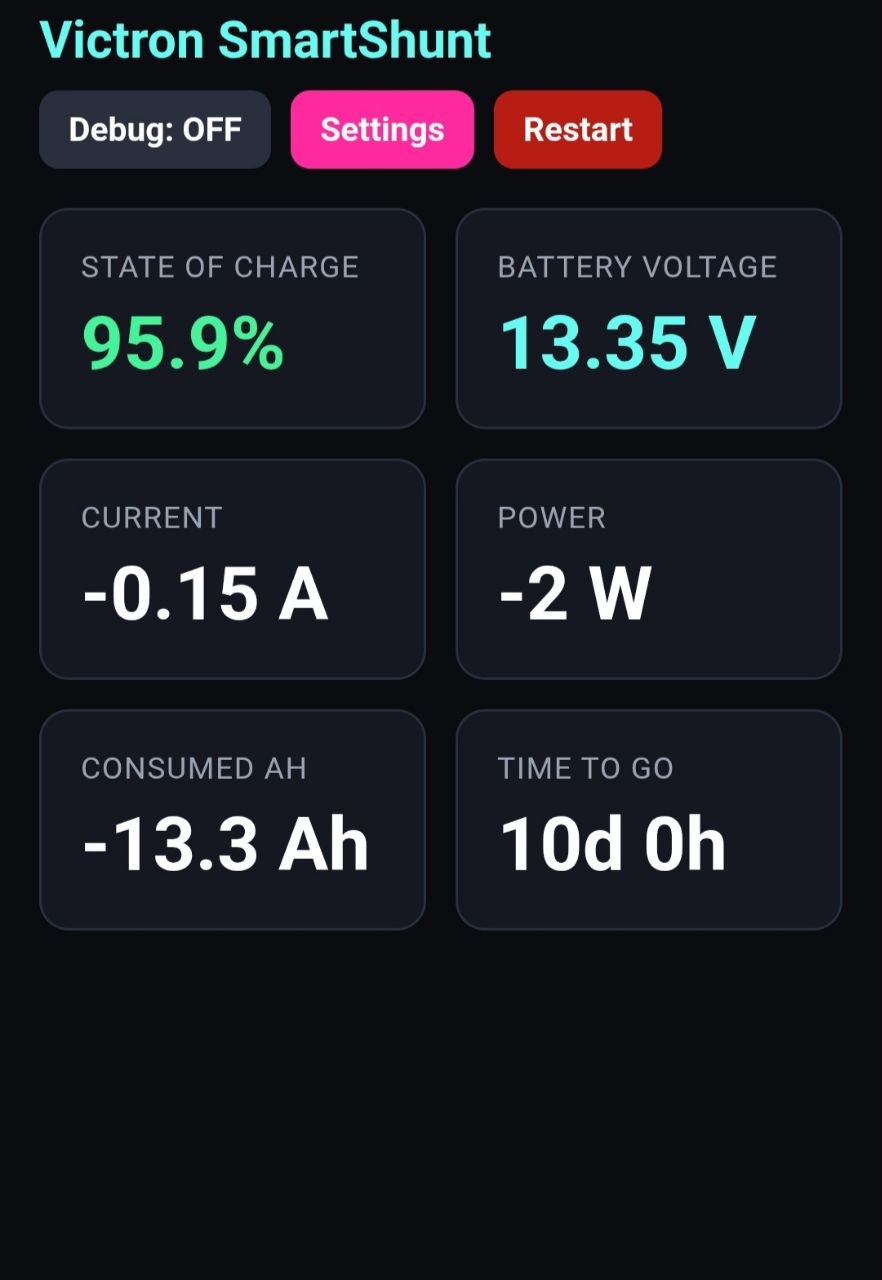 Victron SmartShunt
Debug: OFF Settings Restart
STATE OF CHARGE
95.9%
BATTERY VOLTAGE
13.35 V
CURRENT
-0.15 A
POWER
-2 W
CONSUMED AH
-13.3 Ah
TIME TO GO
10d 0h